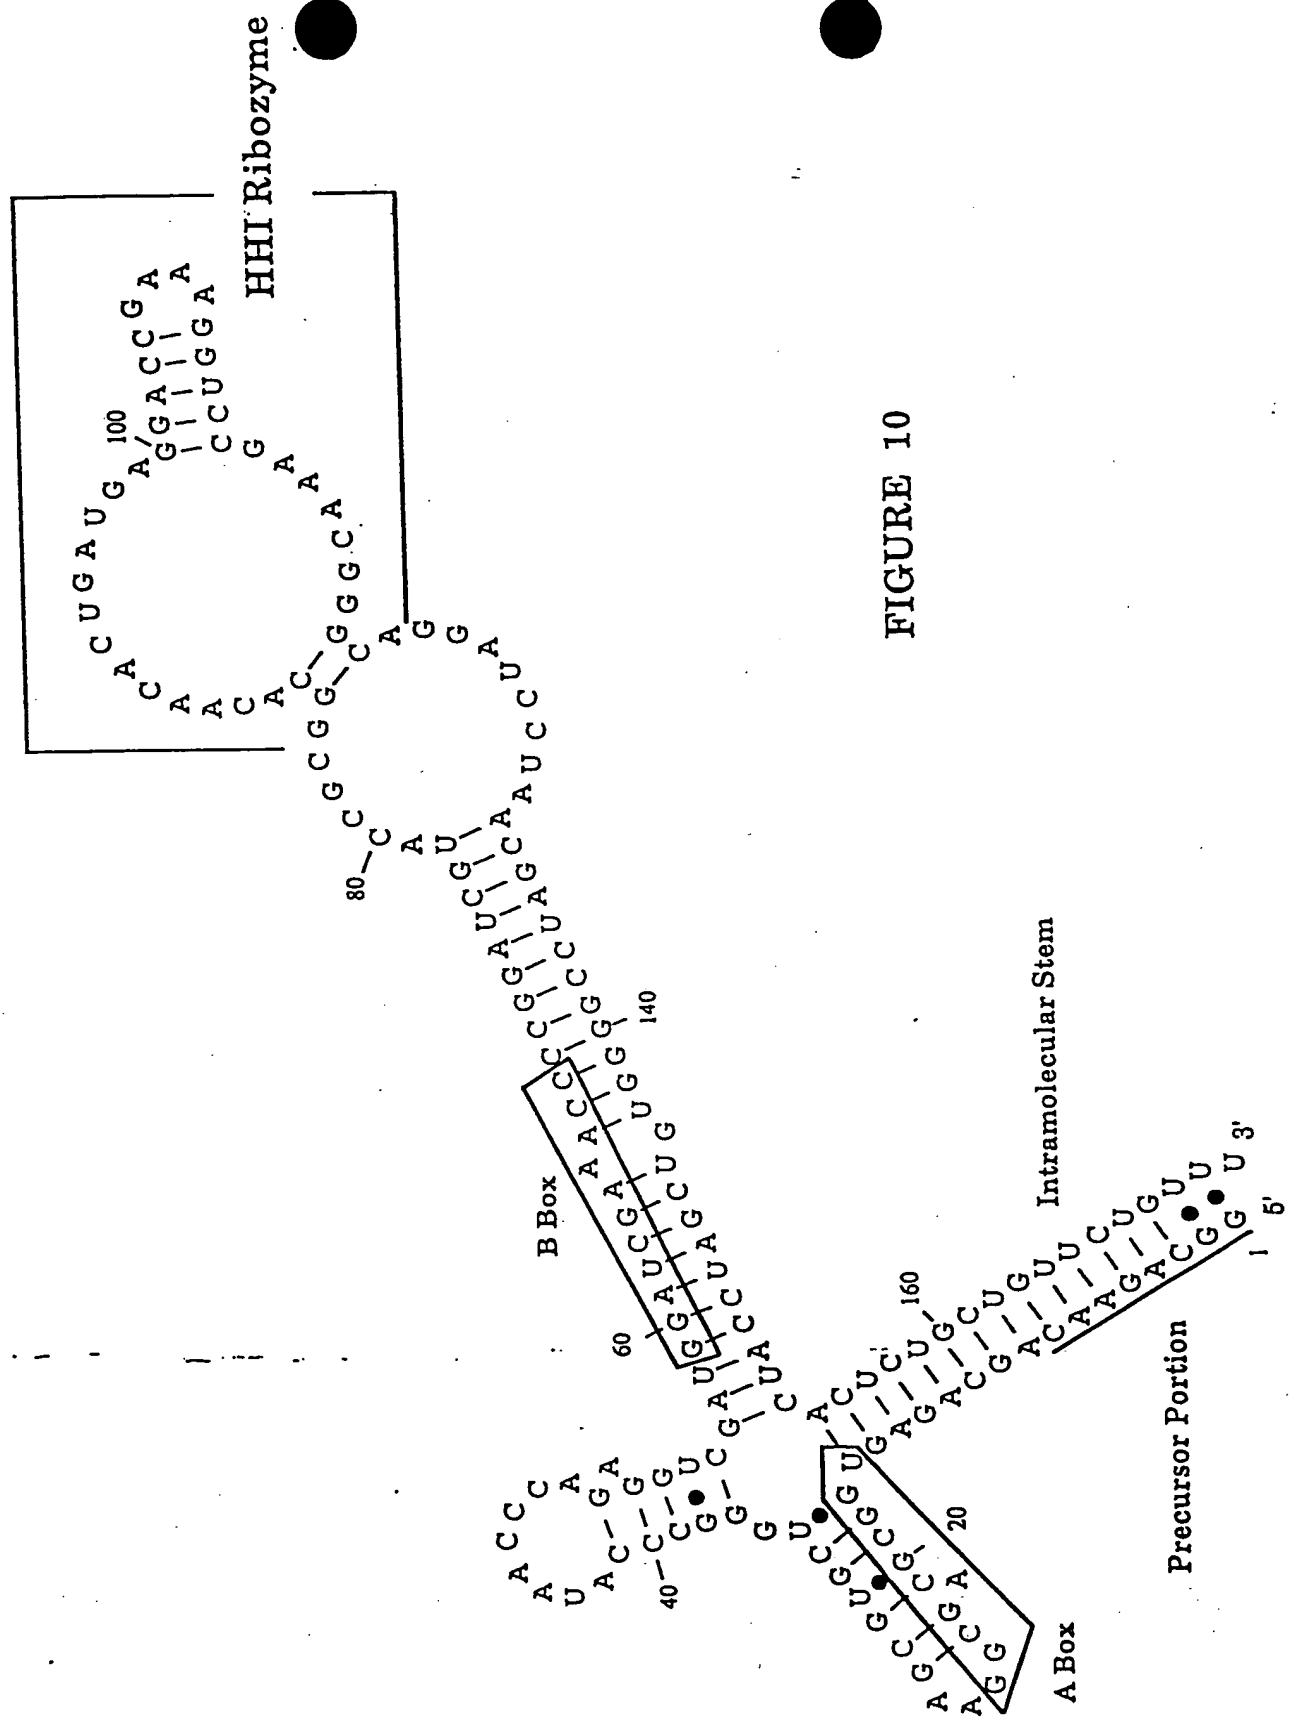 HHI Ribozyme
100
80
140
B Box
60
40
160
20
A Box
Intramolecular Stem
Precursor Portion
1
5'
3'
FIGURE 10
G G C A G A A C A G C A G A G U G G C G C A G C G G A
A G C G U G C U G G G
C C C A U A A C C C A G A G G U C
G A U G G A U C G A A A C C C C G G A U C G U A C C G C G G
C A C A A C A C U G A U G A G G A C C G A A
A G G U C C G A A A C G G G C
A G G A U C C U A A C G A U C C G G G G U G U C G A U C C A U C
A C U C U G C U G U U C U G U U U